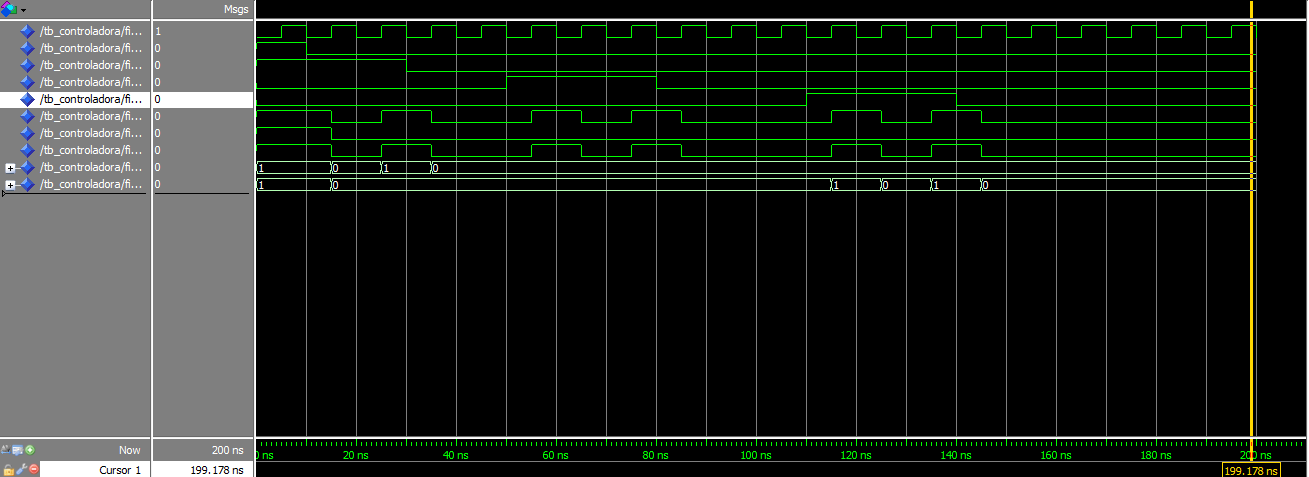 Msgs
/tb_controladora/fi... 1
/tb_controladora/fi... 0
/tb_controladora/fi... 0
/tb_controladora/fi... 0
/tb_controladora/fi... 0
/tb_controladora/fi... 0
/tb_controladora/fi... 0
/tb_controladora/fi... 0
/tb_controladora/fi... 0 1 0 1 0
/tb_controladora/fi... 0 1 0 1 0 1 0
Now 200 ns ns 20 ns 40 ns 60 ns 80 ns 100 ns 120 ns 140 ns 160 ns 180 ns 200 ns
Cursor 1 199.178 ns 199.178 ns